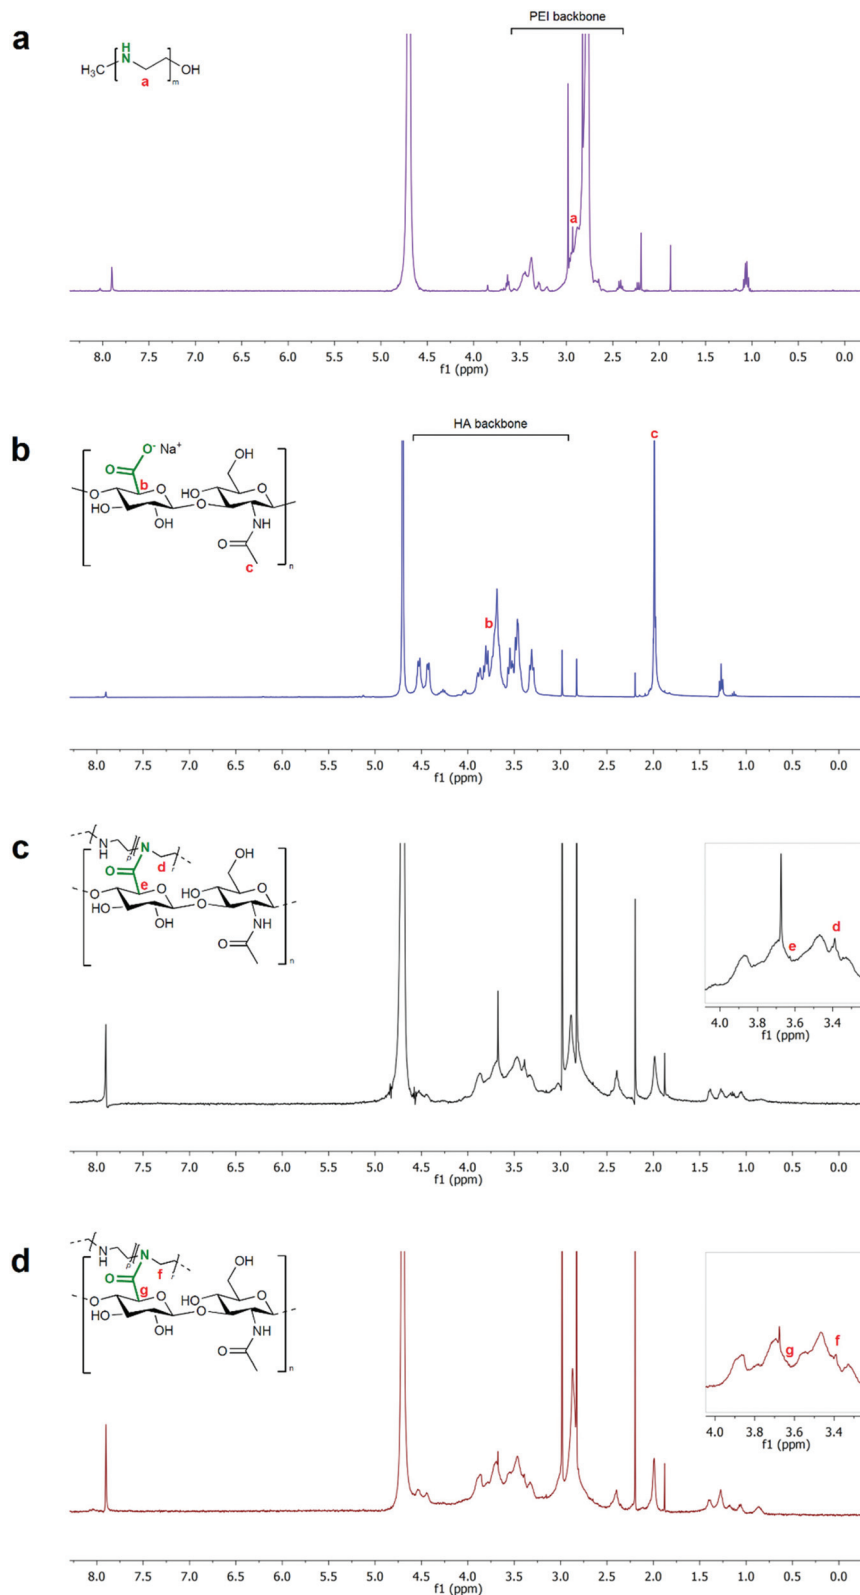 a
PEI backbone
H
N
H₃C
OH
m
a
a
8.0 7.5 7.0 6.5 6.0 5.5 5.0 4.5 4.0 3.5 3.0 2.5 2.0 1.5 1.0 0.5 0.0
f1 (ppm)
b
HA backbone
c
O⁻ Na⁺
O
b
OH
O
O
HO
O
HO
HO
OH
O
NH
O
c
n
b
8.0 7.5 7.0 6.5 6.0 5.5 5.0 4.5 4.0 3.5 3.0 2.5 2.0 1.5 1.0 0.5 0.0
f1 (ppm)
c
N
H
p
N
d
r
O
e
OH
O
O
HO
O
HO
HO
OH
O
NH
O
n
d
e
4.0 3.8 3.6 3.4
f1 (ppm)
8.0 7.5 7.0 6.5 6.0 5.5 5.0 4.5 4.0 3.5 3.0 2.5 2.0 1.5 1.0 0.5 0.0
f1 (ppm)
d
N
H
p
N
f
r
O
g
OH
O
O
HO
O
HO
HO
OH
O
NH
O
n
f
g
4.0 3.8 3.6 3.4
f1 (ppm)
8.0 7.5 7.0 6.5 6.0 5.5 5.0 4.5 4.0 3.5 3.0 2.5 2.0 1.5 1.0 0.5 0.0
f1 (ppm)